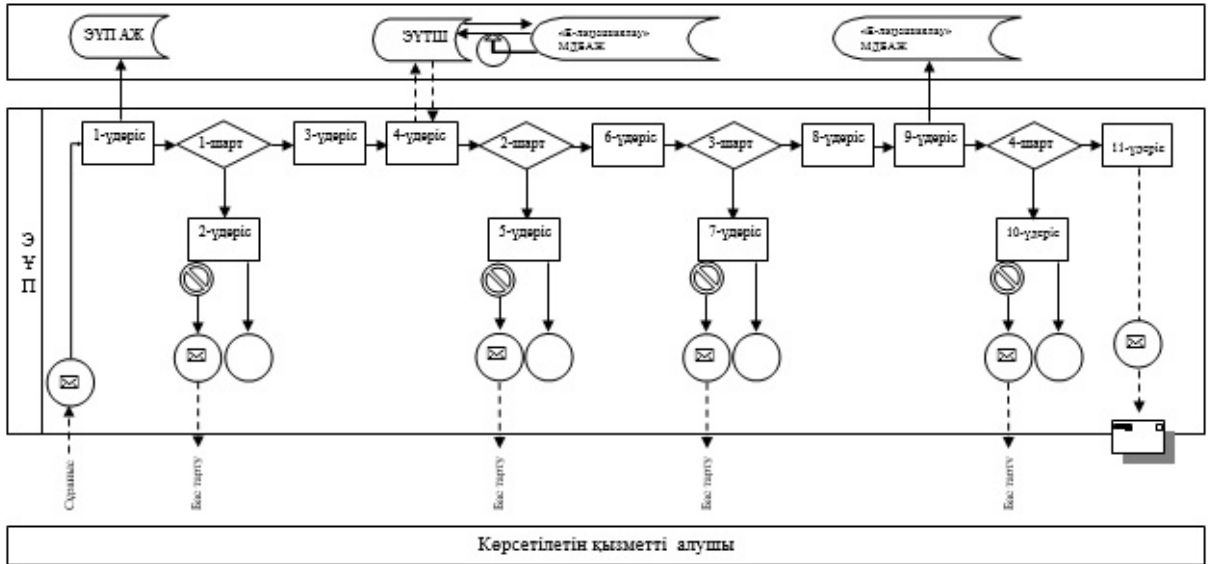 ЭҮП АЖ
ЭҮТШ
«Е-лицензиялау»
МДБАЖ
«Е-лицензиялау»
МДБАЖ
1-үдеріс
1-шарт
3-үдеріс
4-үдеріс
2-шарт
6-үдеріс
3-шарт
8-үдеріс
9-үдеріс
4-шарт
11-үдеріс
2-үдеріс
5-үдеріс
7-үдеріс
10-үдеріс
Э
Ү
П
Сұраныс
Бас тарту
Бас тарту
Бас тарту
Бас тарту
Көрсетілетін қызметті алушы